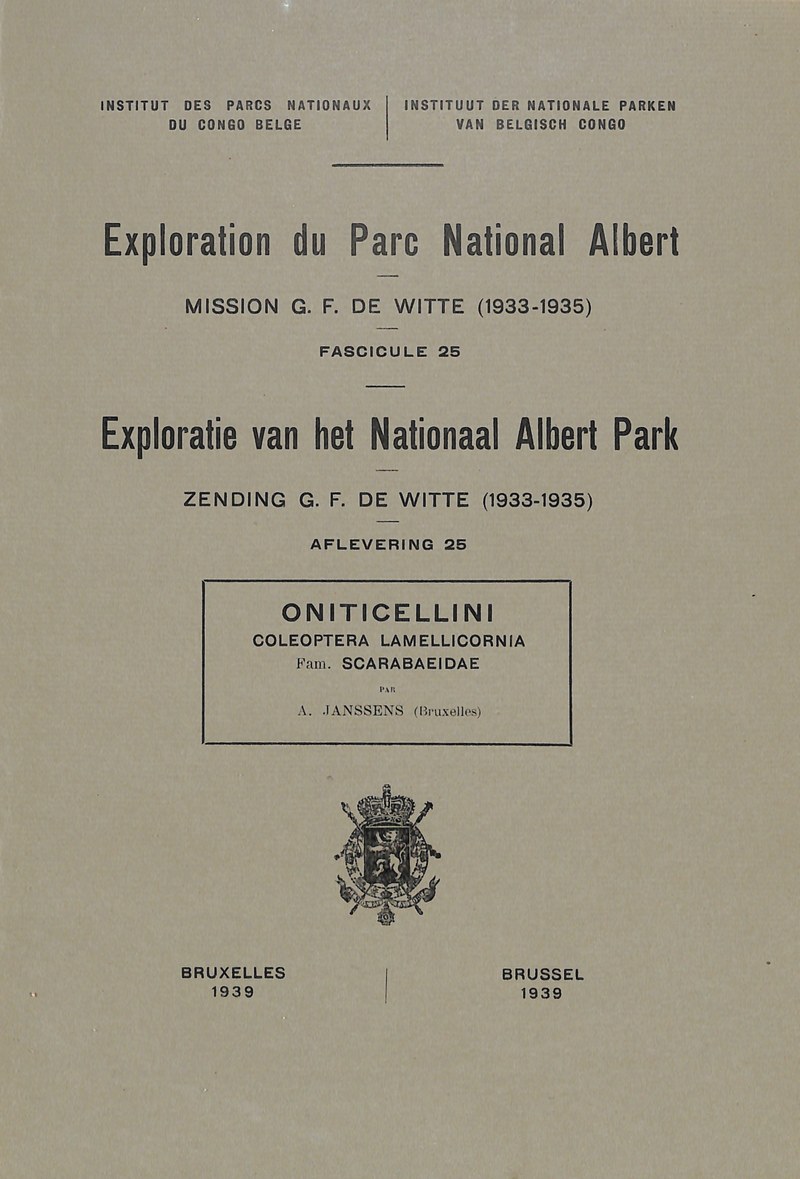 INSTITUT DES PARCS NATIONAUX
DU CONGO BELGE
INSTITUUT DER NATIONALE PARKEN
VAN BELGISCH CONGO
Exploration du Parc National Albert
MISSION G. F. DE WITTE (1933-1935)
FASCICULE 25
Exploratie van het Nationaal Albert Park
ZENDING G. F. DE WITTE (1933-1935)
AFLEVERING 25
ONITICELLINI
COLEOPTERA LAMELLICORNIA
Fam. SCARABAEIDAE
PAR
A. JANSSENS (Bruxelles)
BRUXELLES
1939
BRUSSEL
1939